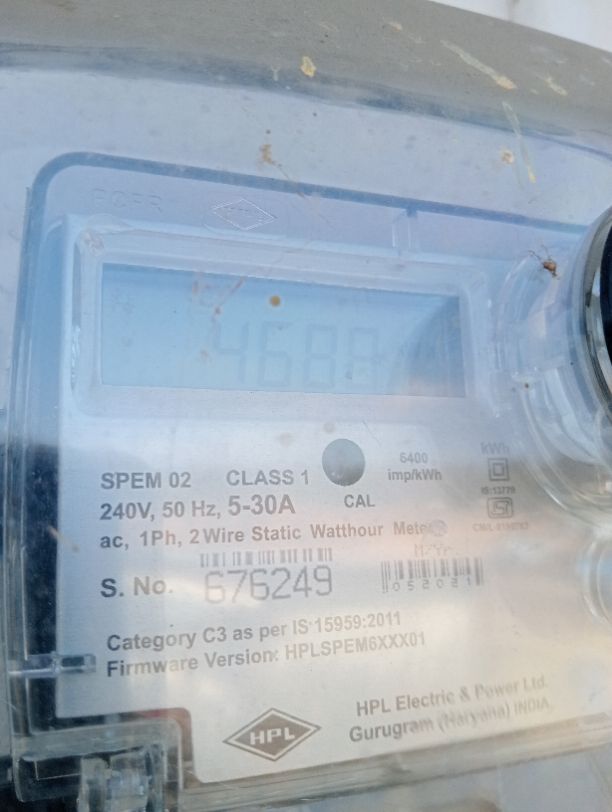 SPEM 02 CLASS 1 6400 imp/kWh kWh
240V, 50 Hz, 5-30A CAL
ac, 1Ph, 2 Wire Static Watthour Meter
M/Yr.
S. No. 676249 052021
Category C3 as per IS 15959:2011
Firmware Version: HPLSPEM6XXX01
HPL
HPL Electric & Power Ltd.
Gurugram (Haryana) INDIA.